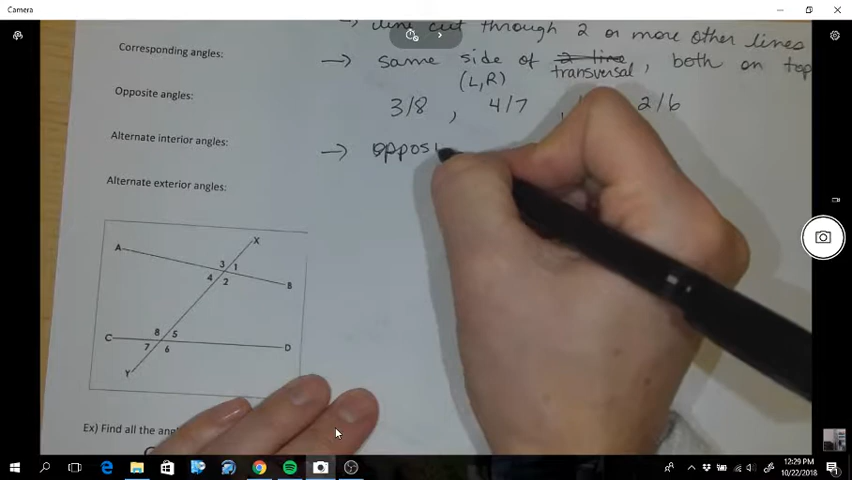 Camera
→ line cut through 2 or more other lines
Corresponding angles:
→ same side of 2 line transversal, both on top
(L,R)
3/8 , 4/7 , 2/6
Opposite angles:
Alternate interior angles:
→ opposi
Alternate exterior angles:
X
A
3 1
4 2
B
8 5
C
D
7 6
Y
Ex) Find all the ang
12:29 PM
10/22/2018